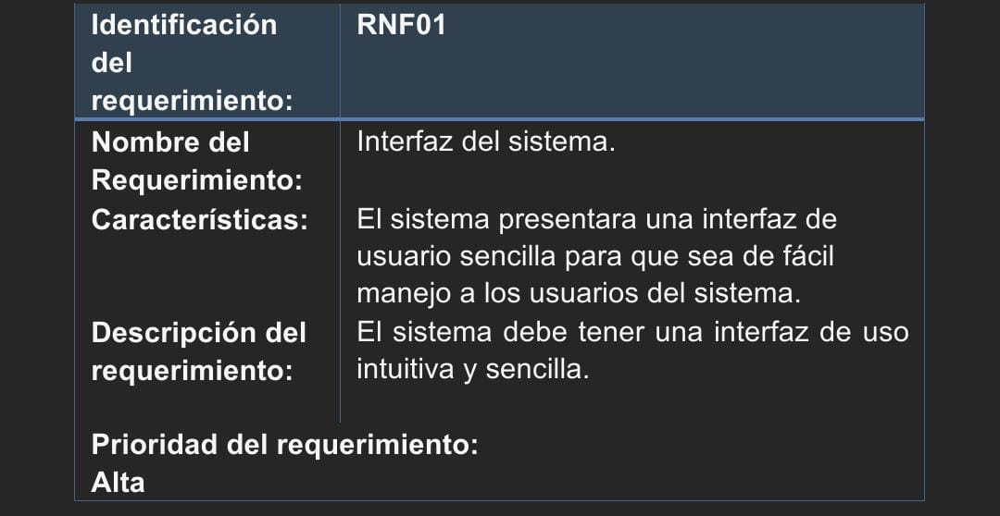 Identificación
del
requerimiento:
RNF01
Nombre del
Requerimiento:
Interfaz del sistema.
Características:
El sistema presentara una interfaz de
usuario sencilla para que sea de fácil
manejo a los usuarios del sistema.
Descripción del
requerimiento:
El sistema debe tener una interfaz de uso
intuitiva y sencilla.
Prioridad del requerimiento:
Alta